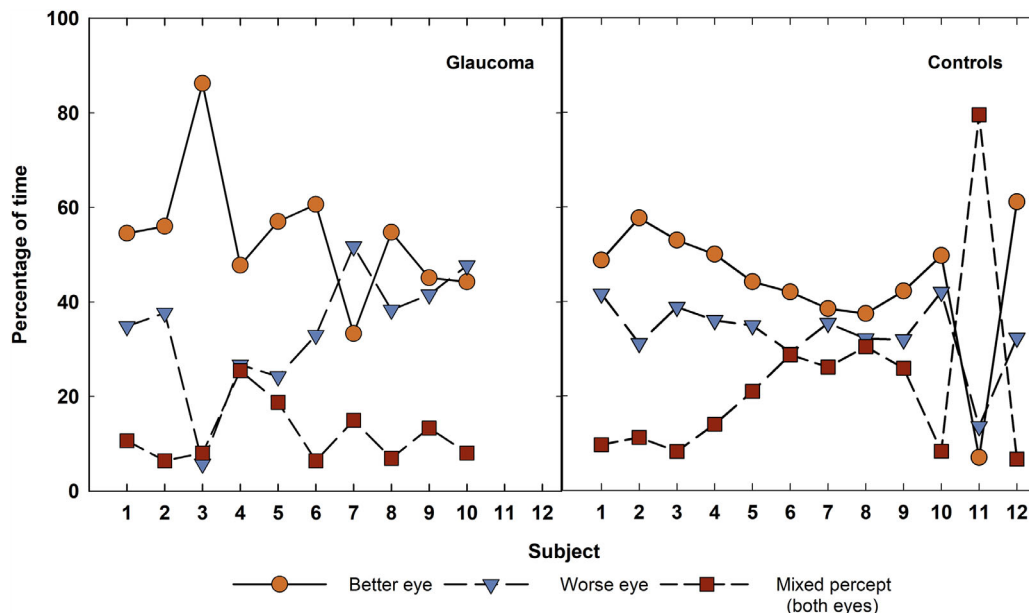 100
80
60
40
20
0
Percentage of time
Glaucoma
Controls
1 2 3 4 5 6 7 8 9 10 11 12
1 2 3 4 5 6 7 8 9 10 11 12
Subject
Better eye
Worse eye
Mixed percept
(both eyes)